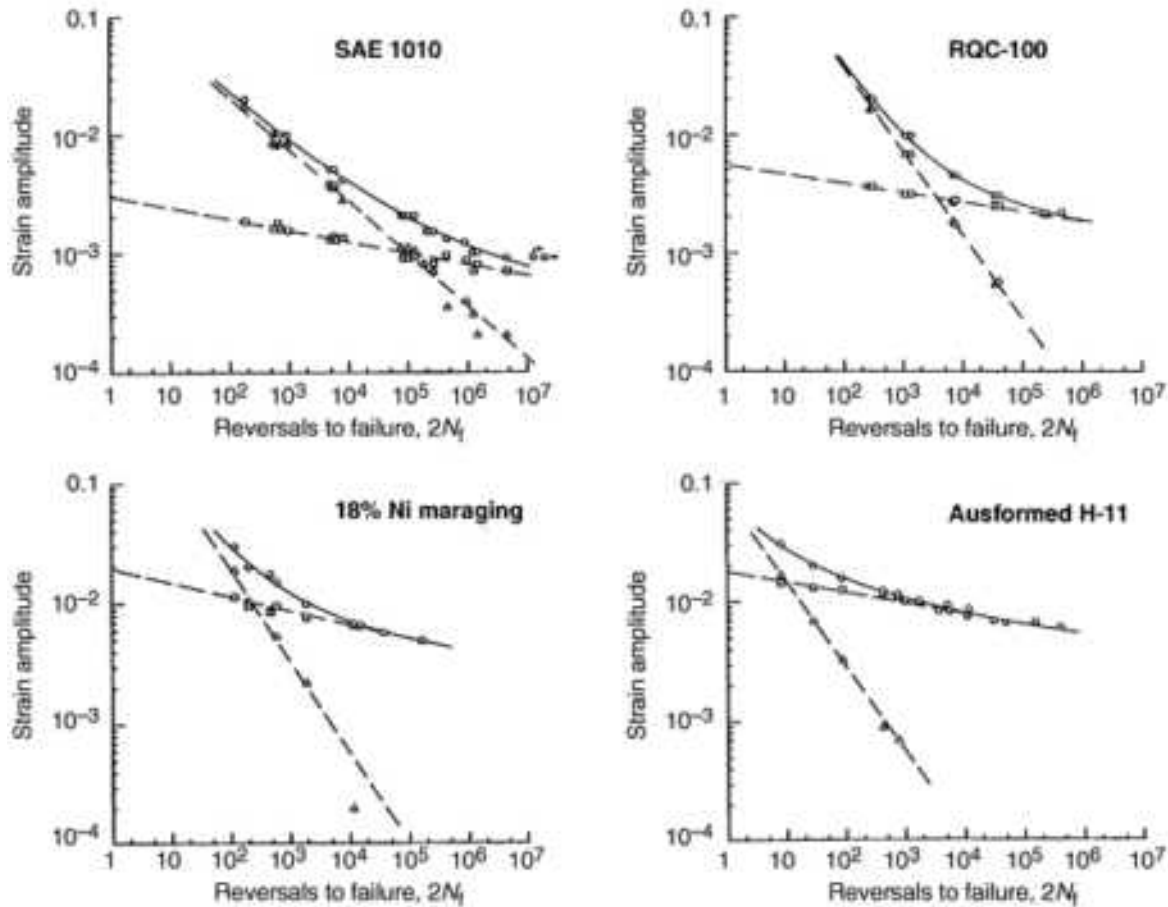 SAE 1010
0.1
10⁻²
10⁻³
10⁻⁴
Strain amplitude
1 10 10² 10³ 10⁴ 10⁵ 10⁶ 10⁷
Reversals to failure, 2Nf
RQC-100
0.1
10⁻²
10⁻³
10⁻⁴
Strain amplitude
1 10 10² 10³ 10⁴ 10⁵ 10⁶ 10⁷
Reversals to failure, 2Nf
18% Ni maraging
0.1
10⁻²
10⁻³
10⁻⁴
Strain amplitude
1 10 10² 10³ 10⁴ 10⁵ 10⁶ 10⁷
Reversals to failure, 2Nf
Ausformed H-11
0.1
10⁻²
10⁻³
10⁻⁴
Strain amplitude
1 10 10² 10³ 10⁴ 10⁵ 10⁶ 10⁷
Reversals to failure, 2Nf